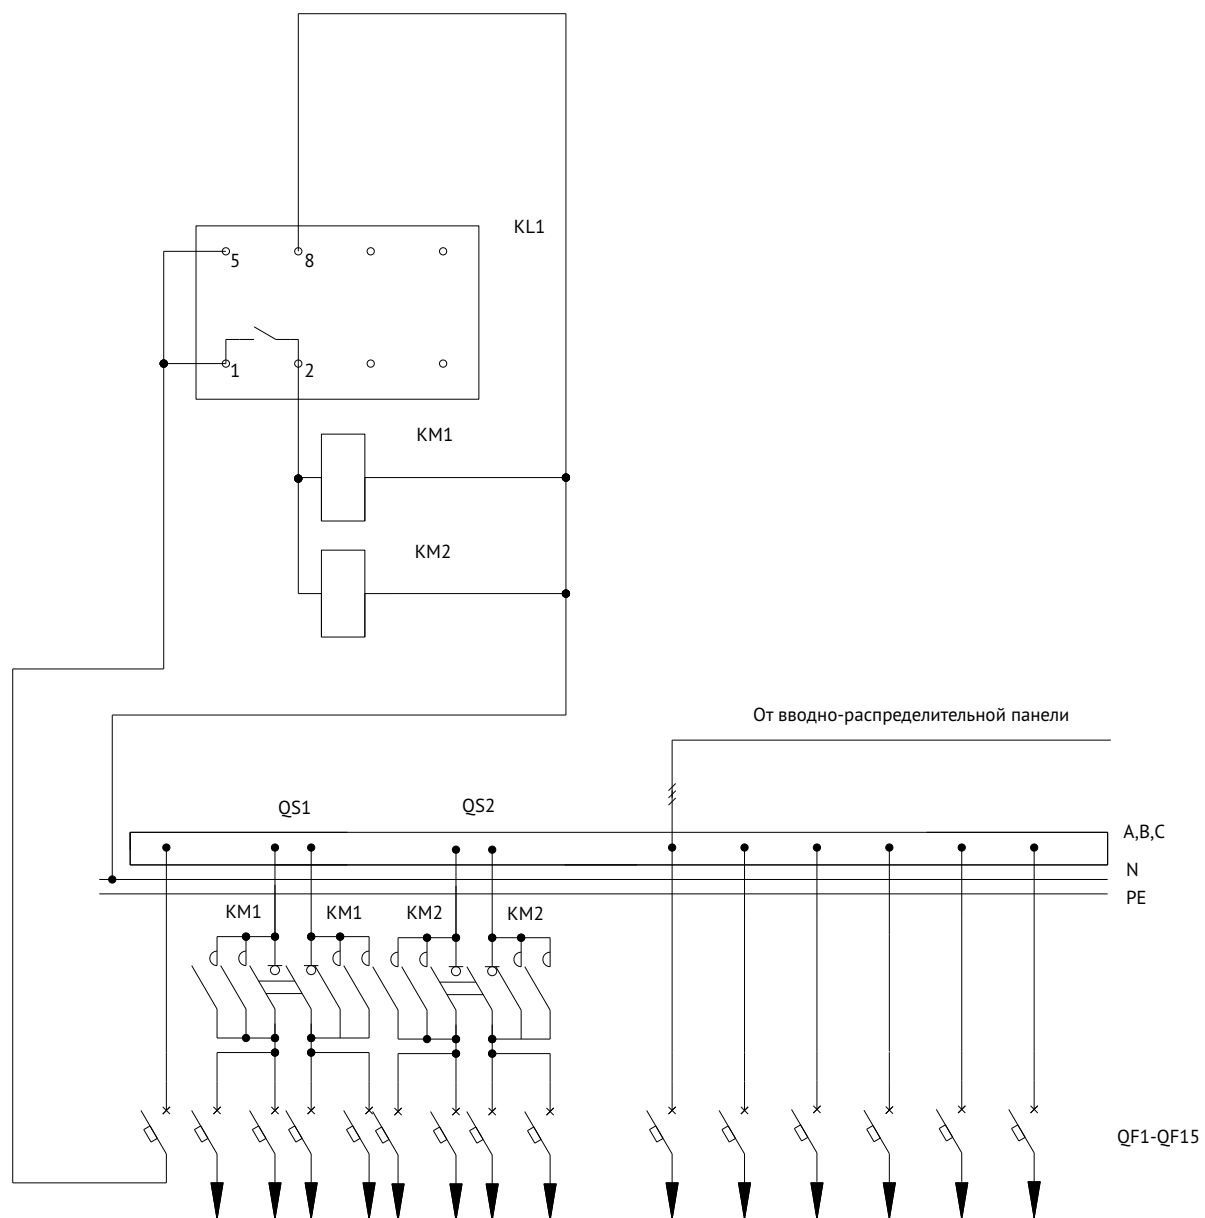 KL1
5
8
1
2
KM1
KM2
От вводно-распределительной панели
QS1
QS2
A,B,C
N
PE
KM1
KM1
KM2
KM2
QF1-QF15